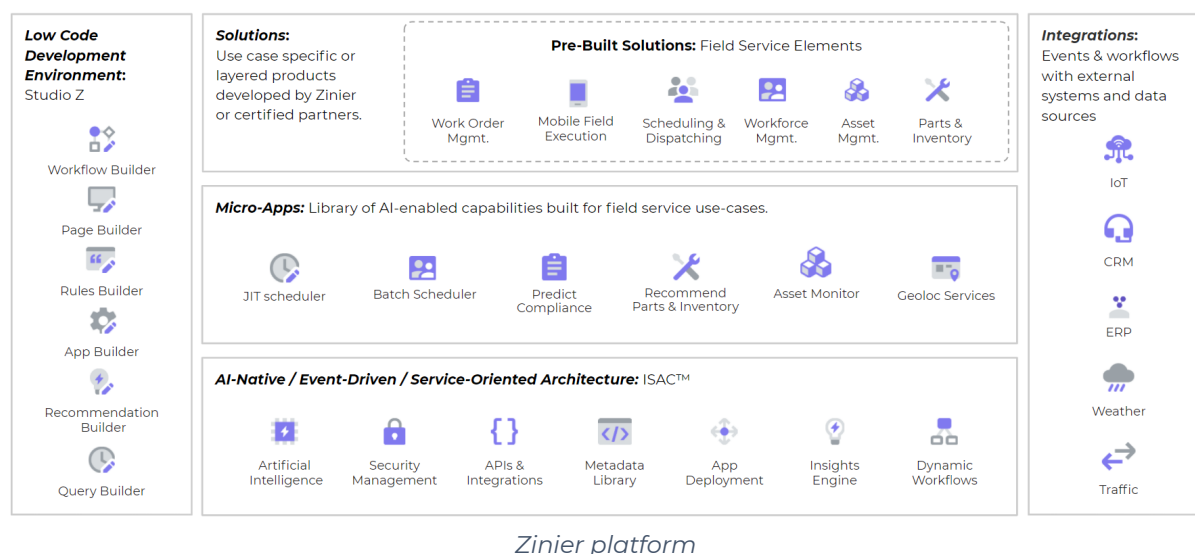 Low Code
Development
Environment:
Studio Z
Workflow Builder
Page Builder
Rules Builder
App Builder
Recommendation
Builder
Query Builder
Solutions:
Use case specific or
layered products
developed by Zinier
or certified partners.
Pre-Built Solutions: Field Service Elements
Work Order
Mgmt.
Mobile Field
Execution
Scheduling &
Dispatching
Workforce
Mgmt.
Asset
Mgmt.
Parts &
Inventory
Micro-Apps: Library of AI-enabled capabilities built for field service use-cases.
JIT scheduler
Batch Scheduler
Predict
Compliance
Recommend
Parts & Inventory
Asset Monitor
Geoloc Services
AI-Native / Event-Driven / Service-Oriented Architecture: ISAC™
Artificial
Intelligence
Security
Management
APIs &
Integrations
Metadata
Library
App
Deployment
Insights
Engine
Dynamic
Workflows
Integrations:
Events & workflows
with external
systems and data
sources
IoT
CRM
ERP
Weather
Traffic
Zinier platform